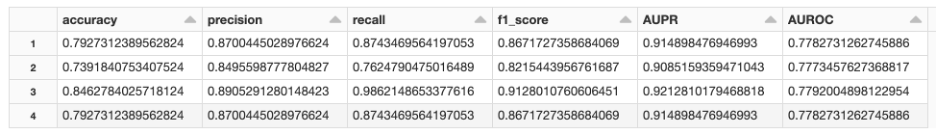 accuracy precision recall f1_score AUPR AUROC
1 0.7927312389562824 0.8700445028976624 0.8743469564197053 0.8671727358684069 0.914898476946993 0.7782731262745886
2 0.7391840753407524 0.8495598777804827 0.7624790475016489 0.8215443956761687 0.9085159359471043 0.7773457627368817
3 0.8462784025718124 0.8905291280148423 0.9862148653377616 0.9128010760606451 0.9212810179468818 0.7792004898122954
4 0.7927312389562824 0.8700445028976624 0.8743469564197053 0.8671727358684069 0.914898476946993 0.7782731262745886